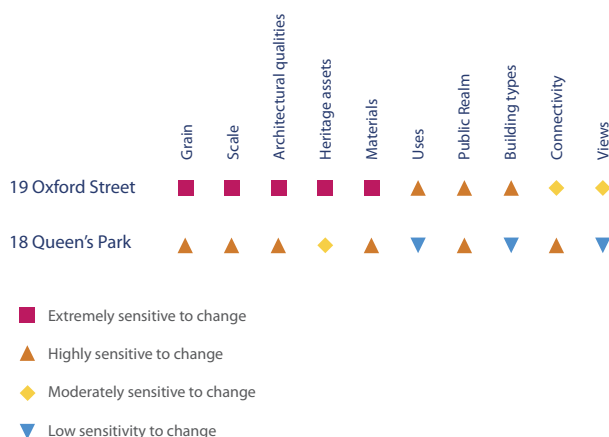 Grain
Scale
Architectural qualities
Heritage assets
Materials
Uses
Public Realm
Building types
Connectivity
Views
19 Oxford Street
18 Queen's Park
Extremely sensitive to change
Highly sensitive to change
Moderately sensitive to change
Low sensitivity to change